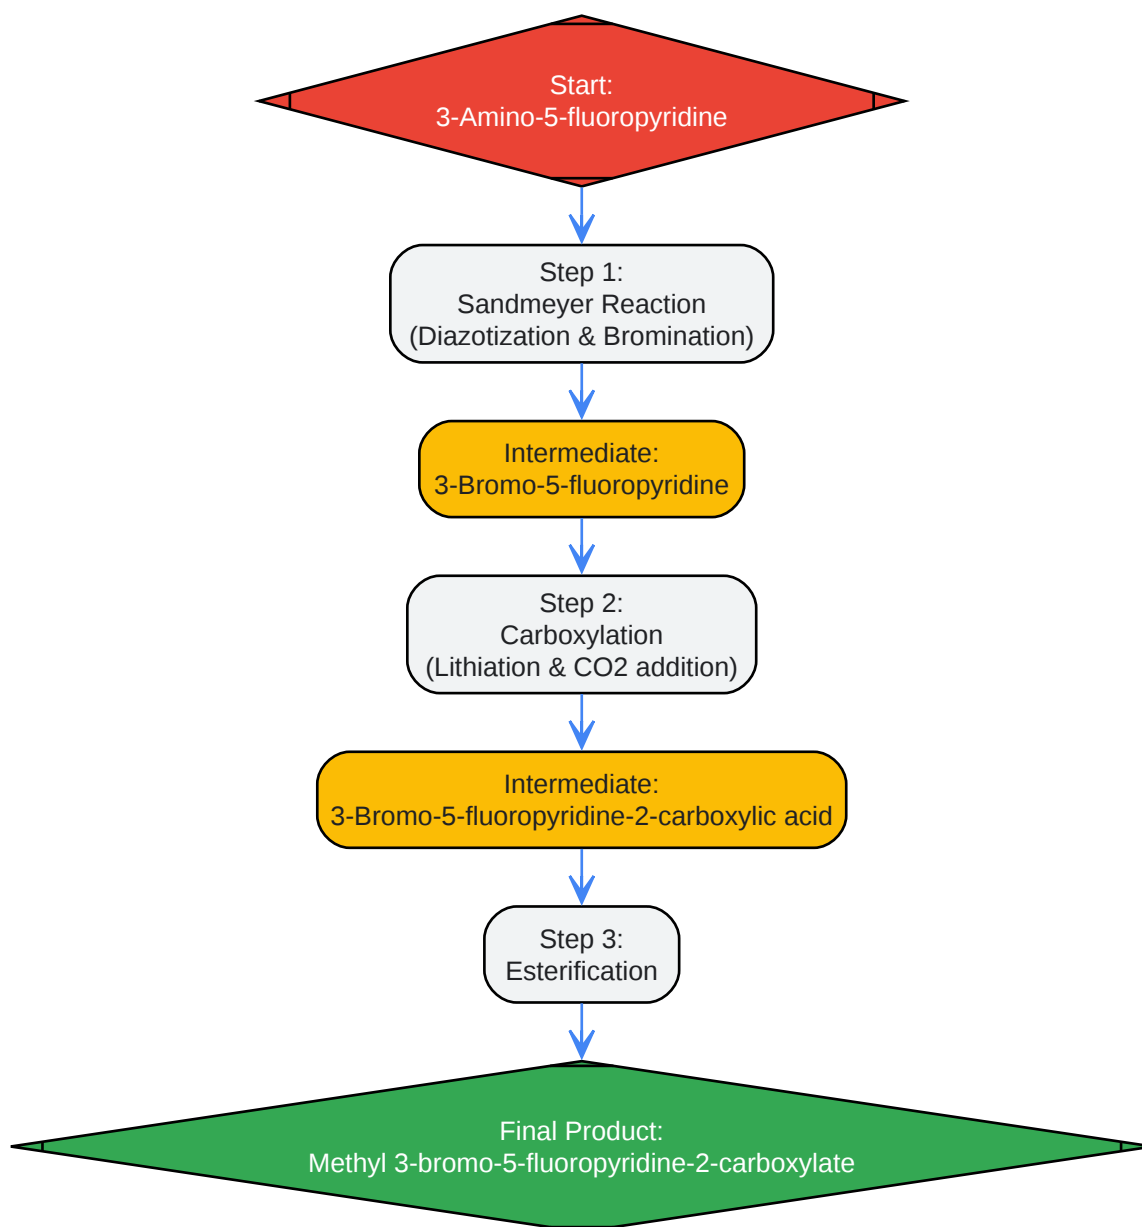 Start:
3-Amino-5-fluoropyridine
Step 1:
Sandmeyer Reaction
(Diazotization & Bromination)
Intermediate:
3-Bromo-5-fluoropyridine
Step 2:
Carboxylation
(Lithiation & CO2 addition)
Intermediate:
3-Bromo-5-fluoropyridine-2-carboxylic acid
Step 3:
Esterification
Final Product:
Methyl 3-bromo-5-fluoropyridine-2-carboxylate